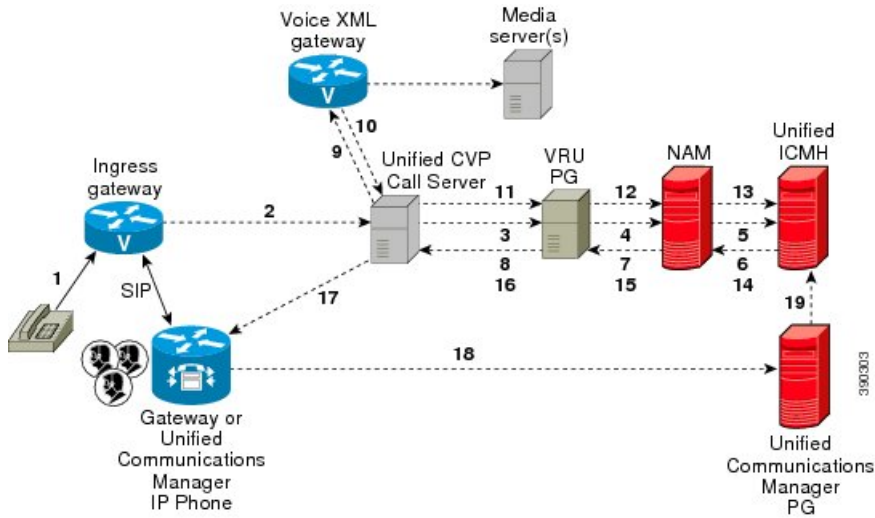 Voice XML
gateway
Media
server(s)
10
9
Unified CVP
Call Server
VRU
PG
NAM
Unified
ICMH
Ingress
gateway
V
V
2
11
12
13
3
4
5
8
7
6
16
15
14
1
SIP
17
19
18
390303
Gateway or
Unified
Communications
Manager
IP Phone
Unified
Communications
Manager
PG